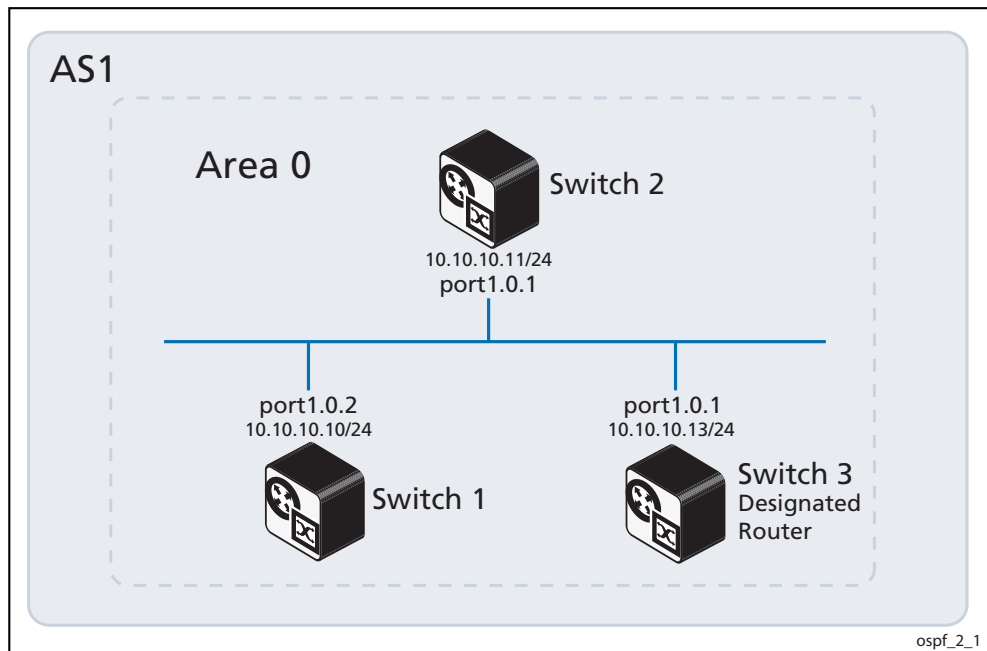 AS1
Area 0
Switch 2
10.10.10.11/24
port1.0.1
port1.0.2
10.10.10.10/24
Switch 1
port1.0.1
10.10.10.13/24
Switch 3
Designated
Router
ospf_2_1